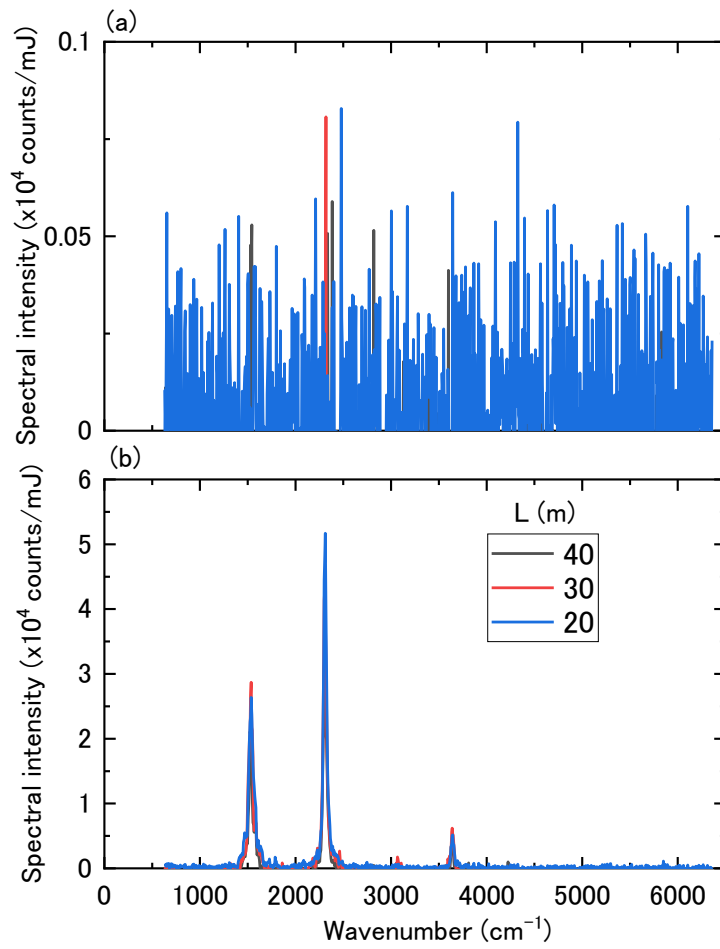 (a)
0.1
0.05
0
Spectral intensity (x10⁴ counts/mJ)
(b)
6
5
4
3
2
1
0
Spectral intensity (x10⁴ counts/mJ)
L (m)
40
30
20
0 1000 2000 3000 4000 5000 6000
Wavenumber (cm⁻¹)